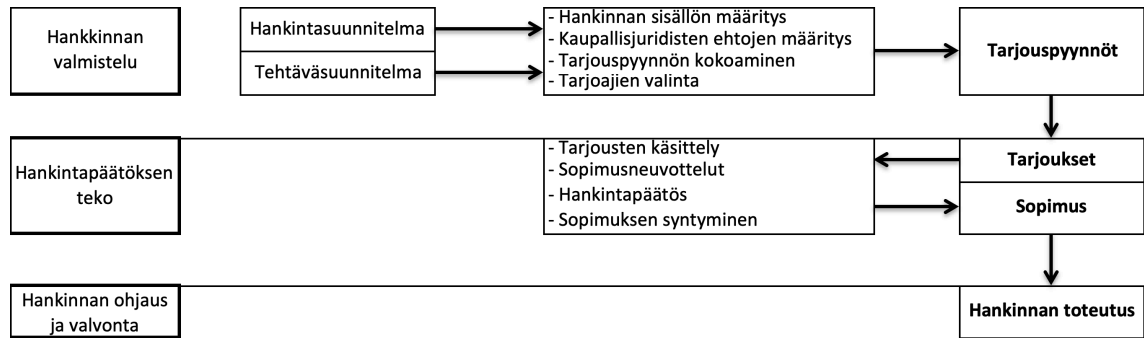 Hankkinnan
valmistelu
Hankintasuunnitelma
Tehtäväsuunnitelma
- Hankinnan sisällön määritys
- Kaupallisjuridisten ehtojen määritys
- Tarjouspyynnön kokoaminen
- Tarjoajien valinta
Tarjouspyynnöt
Hankintapäätöksen
teko
- Tarjousten käsittely
- Sopimusneuvottelut
- Hankintapäätös
- Sopimuksen syntyminen
Tarjoukset
Sopimus
Hankinnan ohjaus
ja valvonta
Hankinnan toteutus